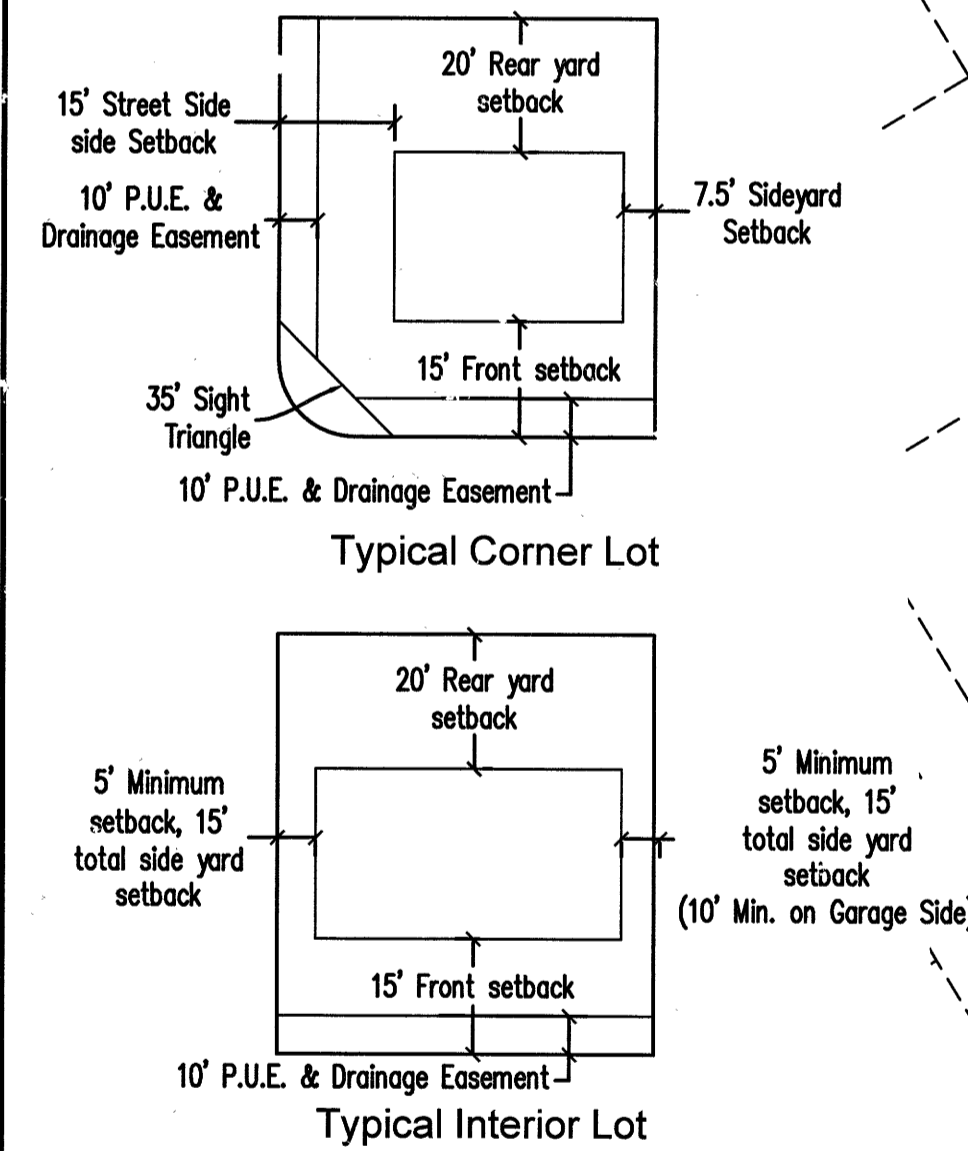 20' Rear yard
setback
15' Street Side
side Setback
10' P.U.E. &
Drainage Easement
7.5' Sideyard
Setback
15' Front setback
35' Sight
Triangle
10' P.U.E. & Drainage Easement
Typical Corner Lot
20' Rear yard
setback
5' Minimum
setback, 15'
total side yard
setback
5' Minimum
setback, 15'
total side yard
setback
(10' Min. on Garage Side)
15' Front setback
10' P.U.E. & Drainage Easement
Typical Interior Lot